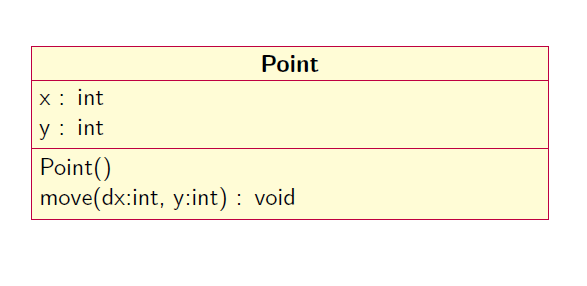 Point
x : int
y : int
Point()
move(dx:int, y:int) : void